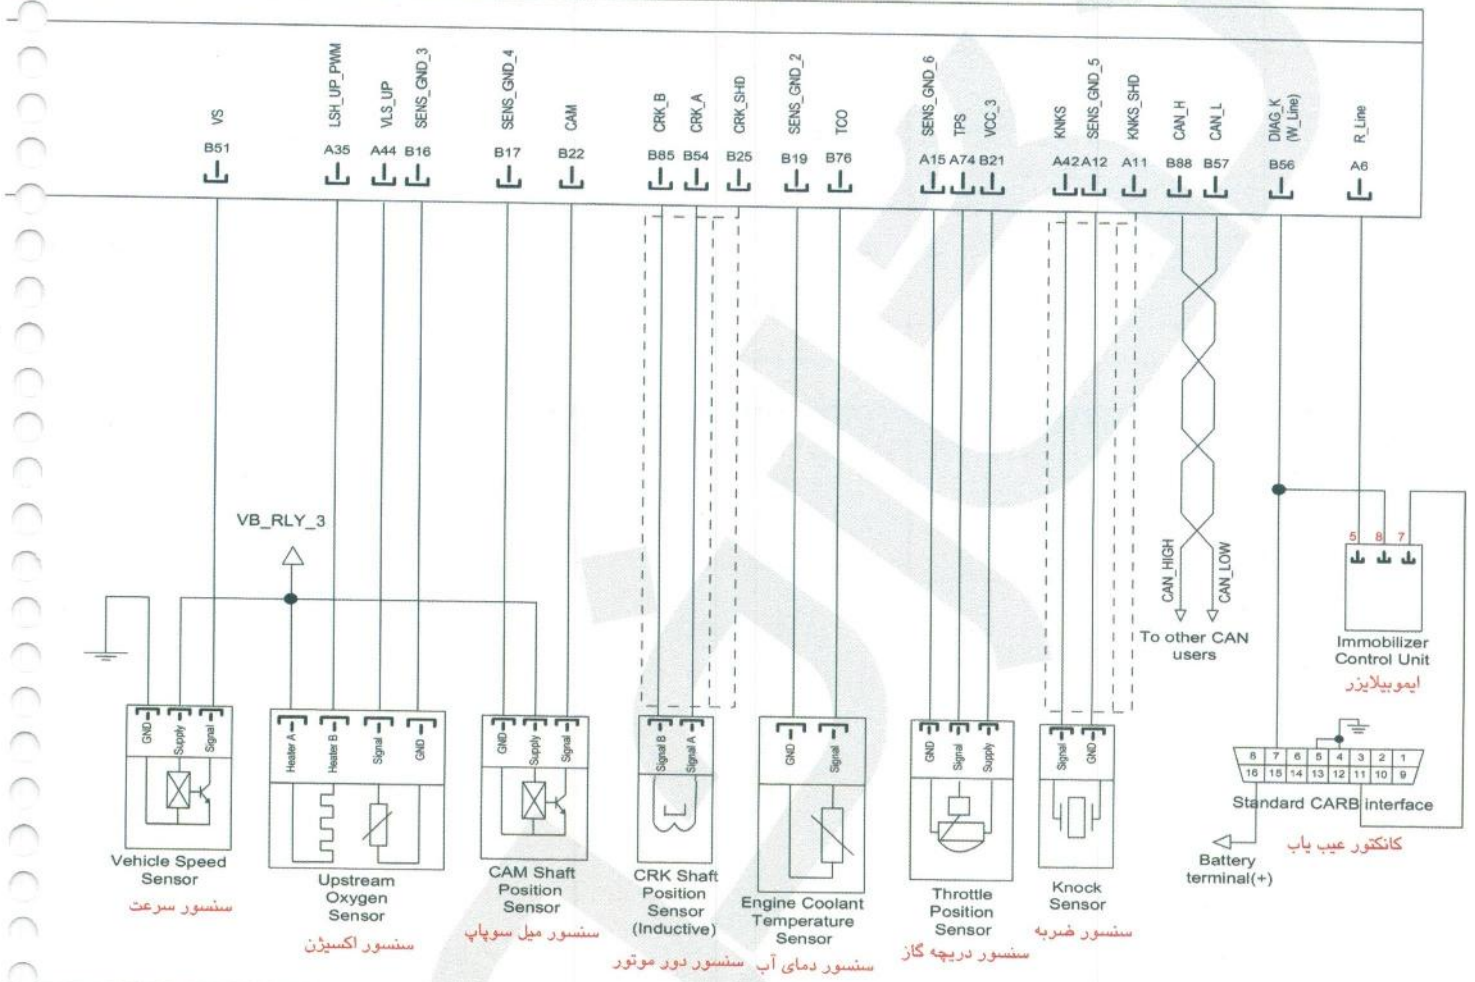 VS
LSH_UP_PWM
VLS_UP
SENS_GND_3
SENS_GND_4
CAM
CRK_B
CRK_A
CRK_SHD
SENS_GND_2
TCO
SENS_GND_6
TPS
VCC_3
KNKS
SENS_GND_5
KNKS_SHD
CAN_H
CAN_L
DIAG_K
(W_Line)
R_Line
B51
A35
A44
B16
B17
B22
B85
B54
B25
B19
B76
A15
A74
B21
A42
A12
A11
B88
B57
B56
A6
VB_RLY_3
CAN_HIGH
CAN_LOW
To other CAN
users
5 8 7
Immobilizer
Control Unit
ایموبیلایزر
GND
Supply
Signal
Vehicle Speed
Sensor
سنسور سرعت
Heater A
Heater B
Signal
GND
Upstream
Oxygen
Sensor
سنسور اکسیژن
GND
Supply
Signal
CAM Shaft
Position
Sensor
سنسور میل سوپاپ
Signal B
Signal A
CRK Shaft
Position
Sensor
(Inductive)
سنسور دور موتور
GND
Signal
Engine Coolant
Temperature
Sensor
سنسور دمای آب
GND
Signal
Supply
Throttle
Position
Sensor
سنسور دریچه گاز
Signal
GND
Knock
Sensor
سنسور ضربه
8 7 6 5 4 3 2 1
16 15 14 13 12 11 10 9
Standard CARB interface
کانکتور عیب یاب
Battery
terminal(+)